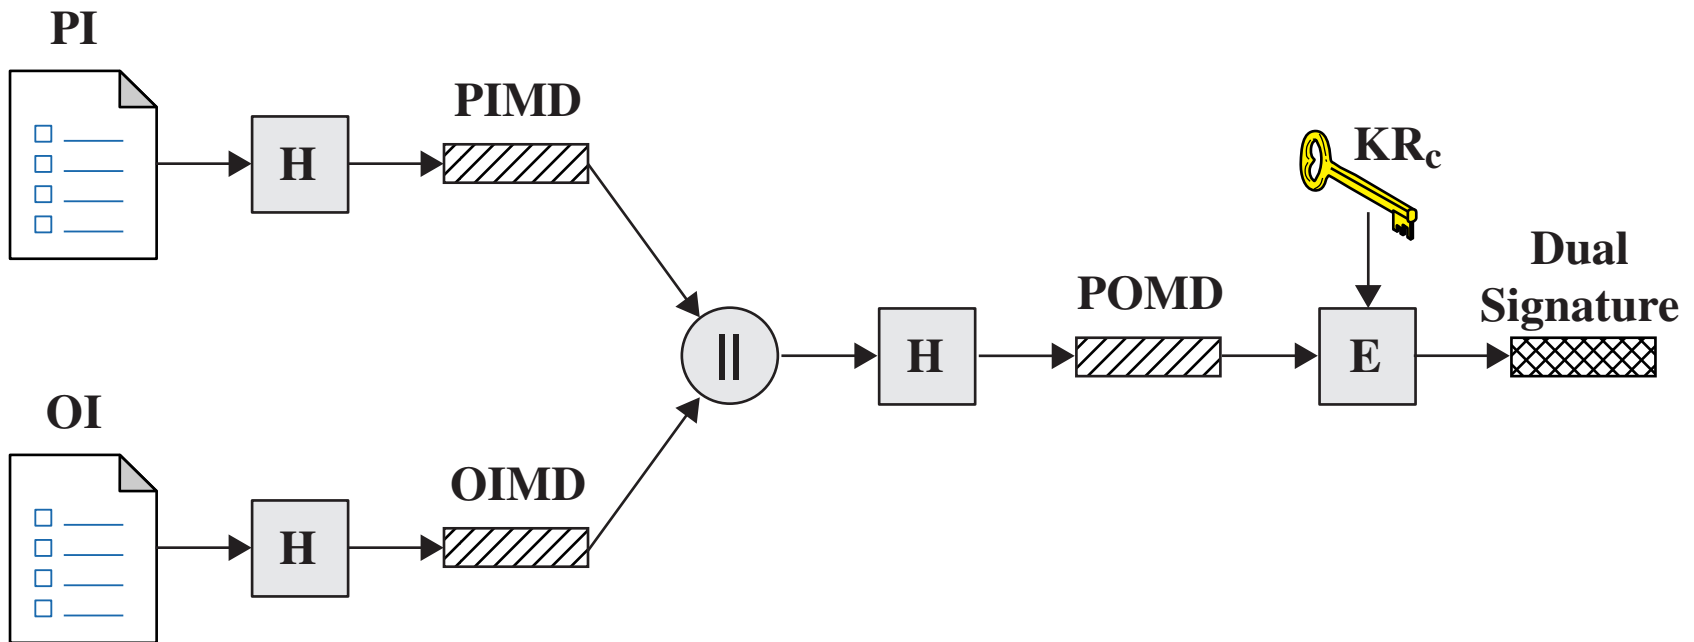 PI
H
PIMD
KRc
Dual
Signature
POMD
||
H
E
OI
H
OIMD